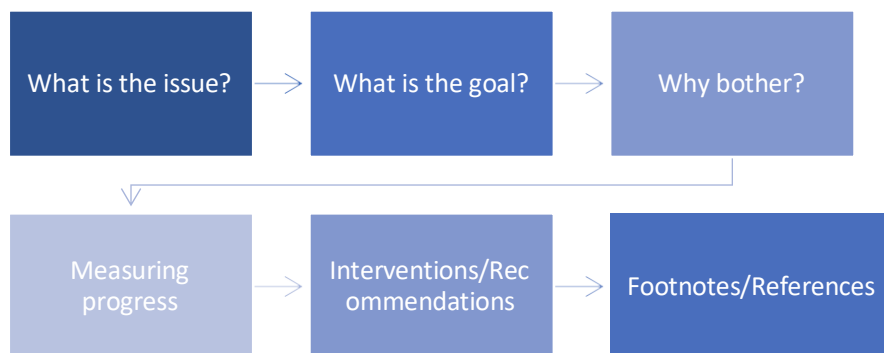 What is the issue?
What is the goal?
Why bother?
Measuring
progress
Interventions/Rec
ommendations
Footnotes/References